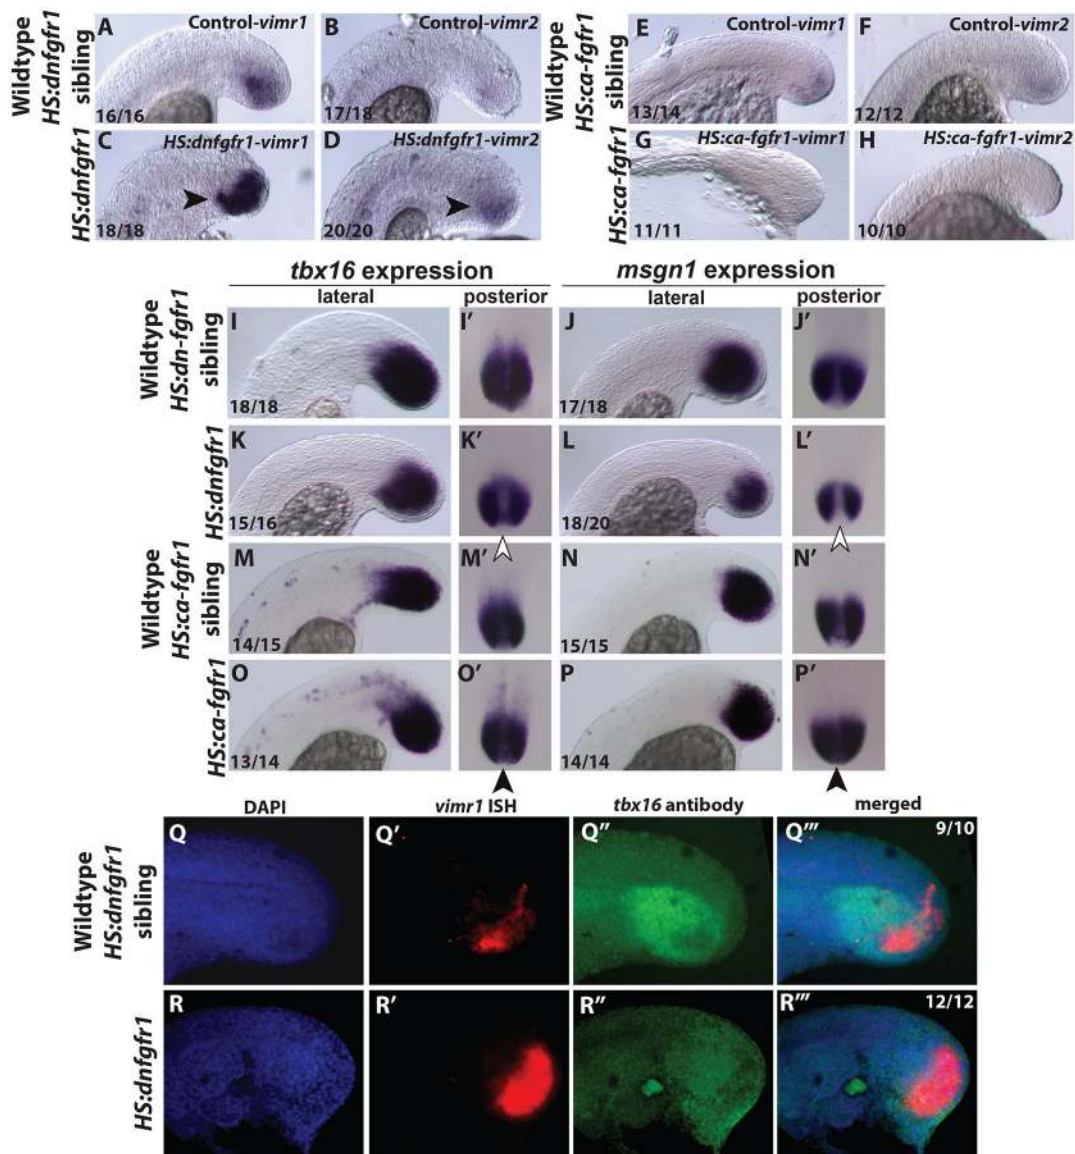 Wildtype
HS:dnfgfr1
sibling
A
Control-vimr1
16/16
B
Control-vimr2
17/18
HS:dnfgfr1
C
HS:dnfgfr1-vimr1
18/18
D
HS:dnfgfr1-vimr2
20/20
Wildtype
HS:ca-fgfr1
sibling
E
Control-vimr1
13/14
F
Control-vimr2
12/12
HS:ca-fgfr1
G
HS:ca-fgfr1-vimr1
11/11
H
HS:ca-fgfr1-vimr2
10/10
tbx16 expression
msgn1 expression
lateral
posterior
lateral
posterior
Wildtype
HS:dn-fgfr1
sibling
I
18/18
I’
J
17/18
J’
HS:dnfgfr1
K
15/16
K’
L
18/20
L’
Wildtype
HS:ca-fgfr1
sibling
M
14/15
M’
N
15/15
N’
HS:ca-fgfr1
O
13/14
O’
P
14/14
P’
DAPI
vimr1 ISH
tbx16 antibody
merged
Wildtype
HS:dnfgfr1
sibling
Q
Q’
Q’’
Q’’’
9/10
HS:dnfgfr1
R
R’
R’’
R’’’
12/12